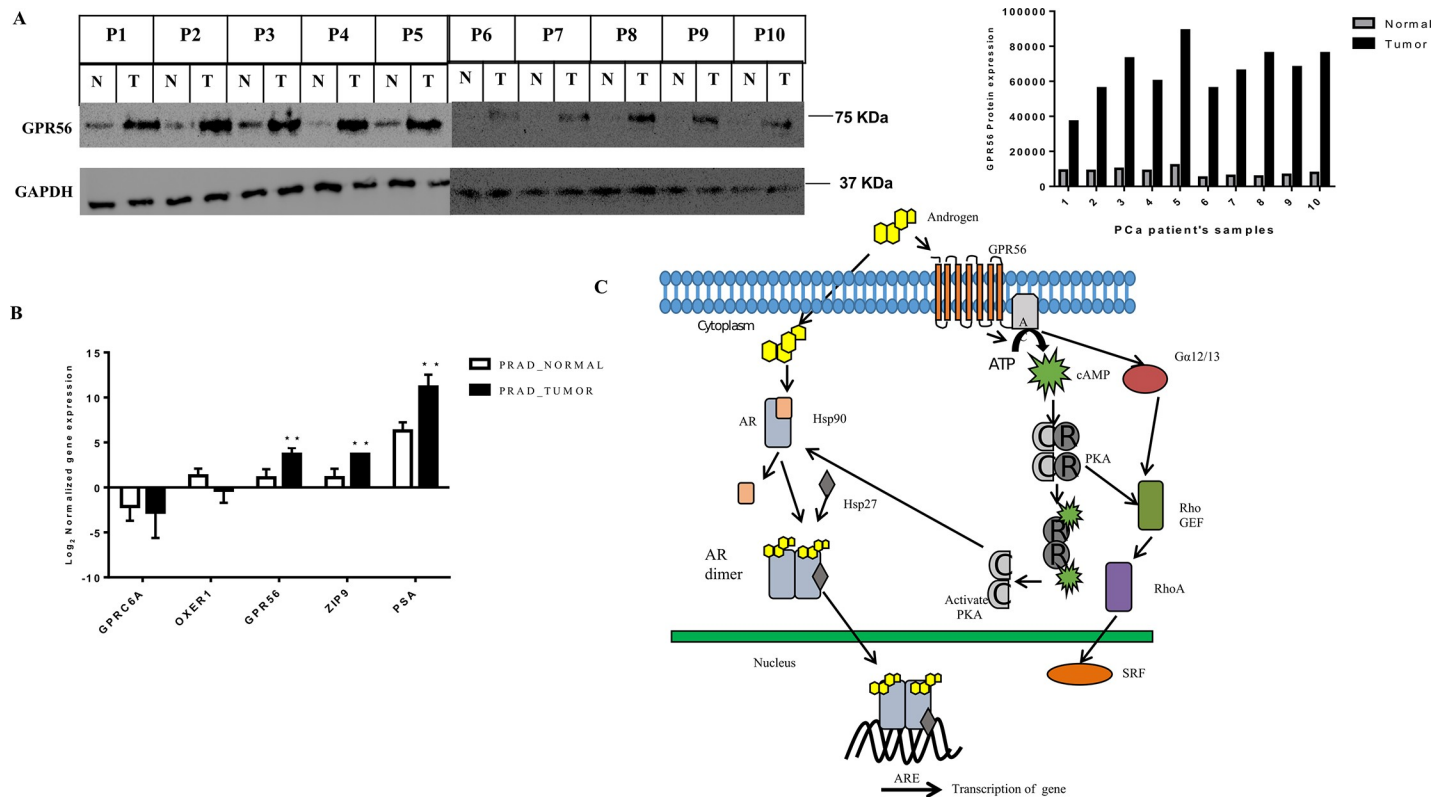 A
P1 P2 P3 P4 P5 P6 P7 P8 P9 P10
N T N T N T N T N T N T N T N T N T N T
GPR56
75 KDa
GAPDH
37 KDa
100000
80000
60000
40000
20000
0
GPR56 Protein expression
1 2 3 4 5 6 7 8 9 10
PCa patient's samples
Normal
Tumor
B
15
10
5
0
-5
-10
Log2 Normalized gene expression
GPRC6A OXER1 GPR56 ZIP9 PSA
** ** **
PRAD_NORMAL
PRAD_TUMOR
C
Androgen
GPR56
Cytoplasm
A
C
ATP
cAMP
Gα12/13
AR
Hsp90
C R
C R
PKA
Hsp27
Rho
GEF
R
R
AR
dimer
C
C
Activate
PKA
RhoA
Nucleus
SRF
ARE
Transcription of gene